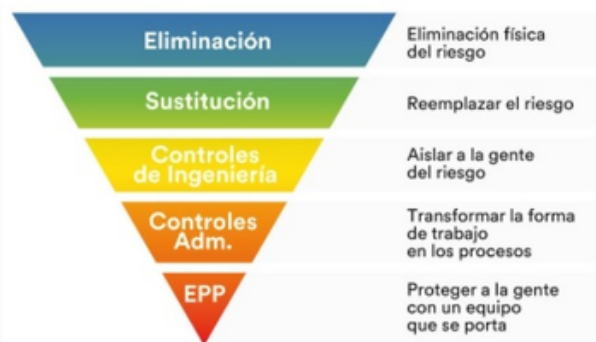 Eliminación
Eliminación física
del riesgo
Sustitución
Reemplazar el riesgo
Controles
de Ingeniería
Aislar a la gente
del riesgo
Controles
Adm.
Transformar la forma
de trabajo
en los procesos
EPP
Proteger a la gente
con un equipo
que se porta